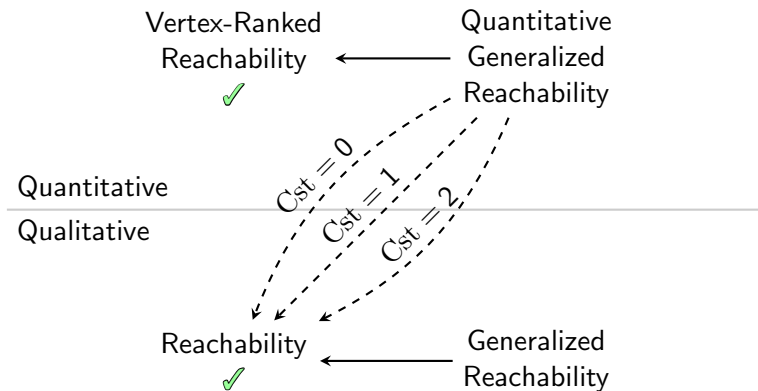 Vertex-Ranked
Reachability
✓
Quantitative
Generalized
Reachability
Cst = 0
Cst = 1
Cst = 2
Quantitative
Qualitative
Reachability
✓
Generalized
Reachability